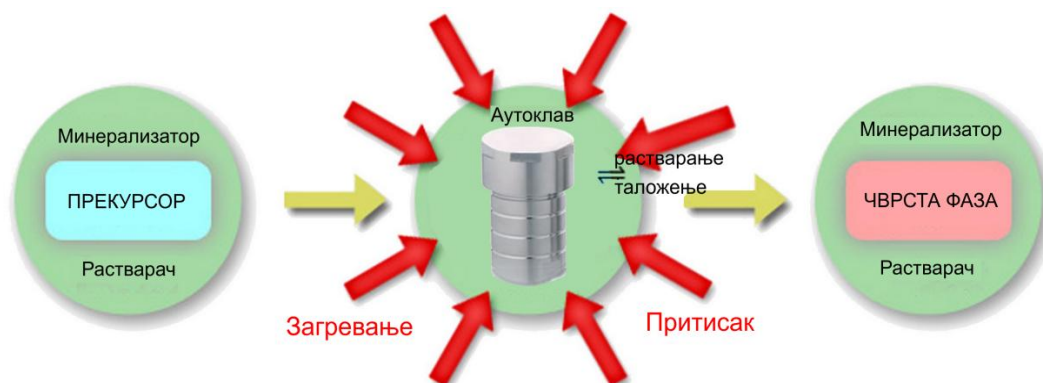 Минерализатор
ПРЕКУРСОР
Растварач
Аутоклав
растварање
таложење
Загревање
Притисак
Минерализатор
ЧВРСТА ФАЗА
Растварач